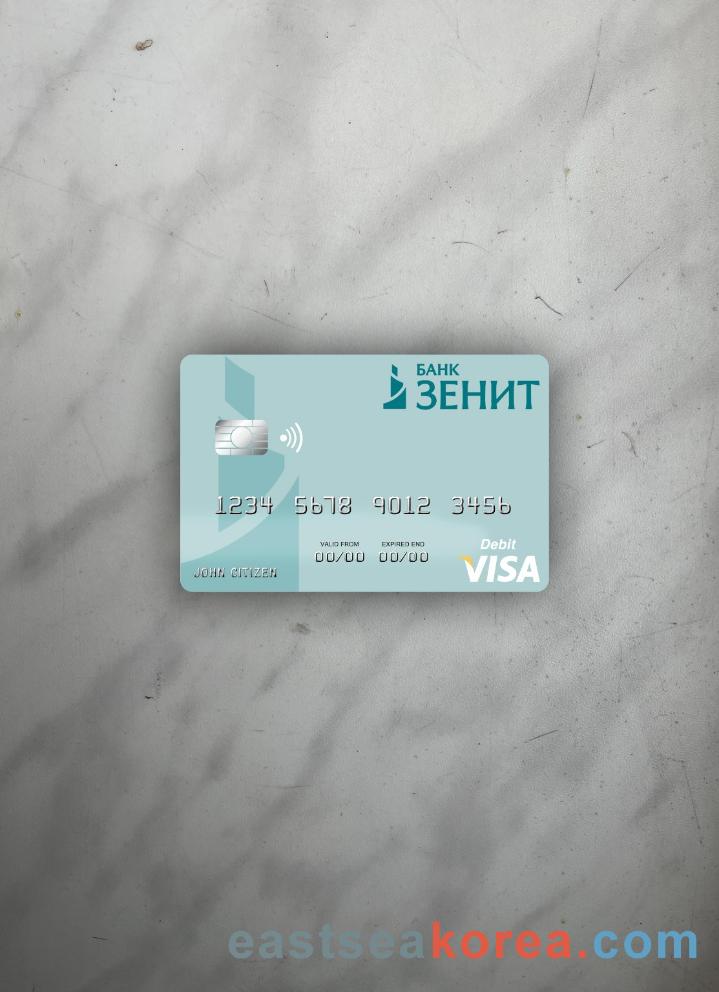 БАНК
ЗЕНИТ
1234 5678 9012 3456
VALID FROM
EXPIRED END
00/00 00/00
JOHN CITIZEN
Debit
VISA
eastseakorea.com